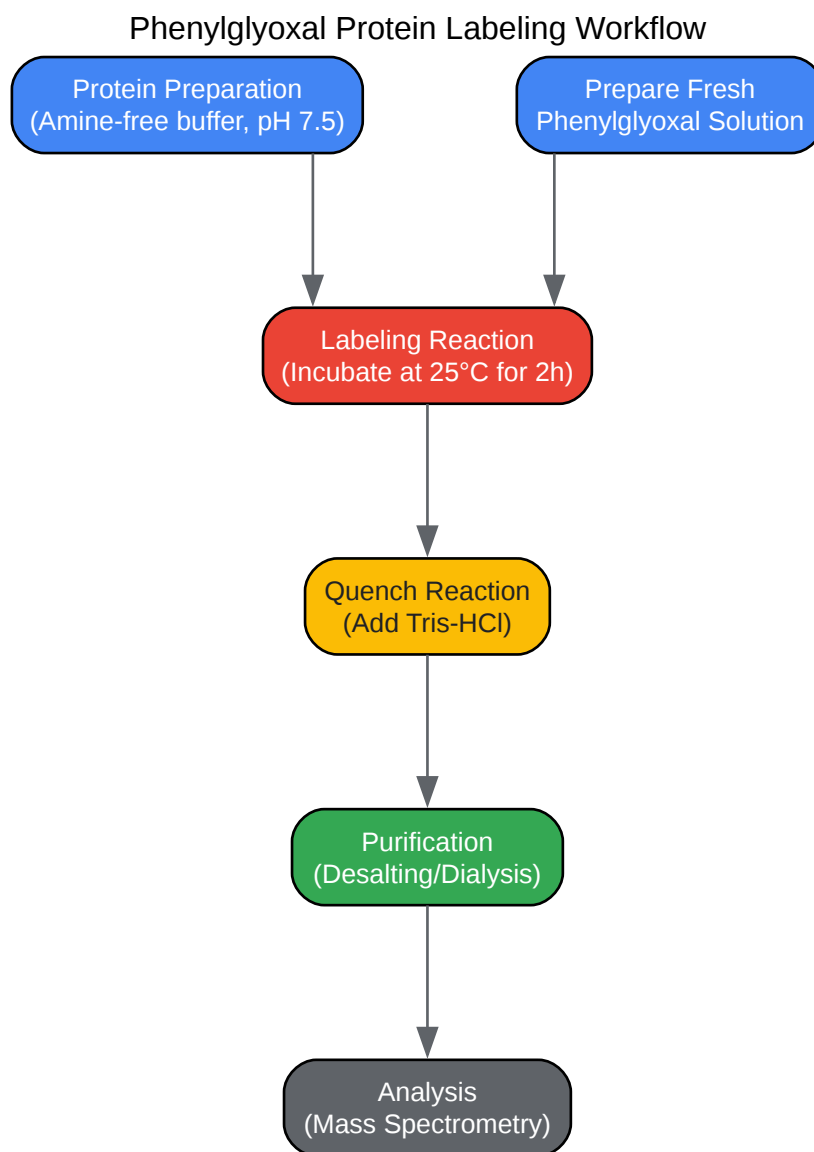 Phenylglyoxal Protein Labeling Workflow
Protein Preparation
(Amine-free buffer, pH 7.5)
Prepare Fresh
Phenylglyoxal Solution
Labeling Reaction
(Incubate at 25°C for 2h)
Quench Reaction
(Add Tris-HCl)
Purification
(Desalting/Dialysis)
Analysis
(Mass Spectrometry)